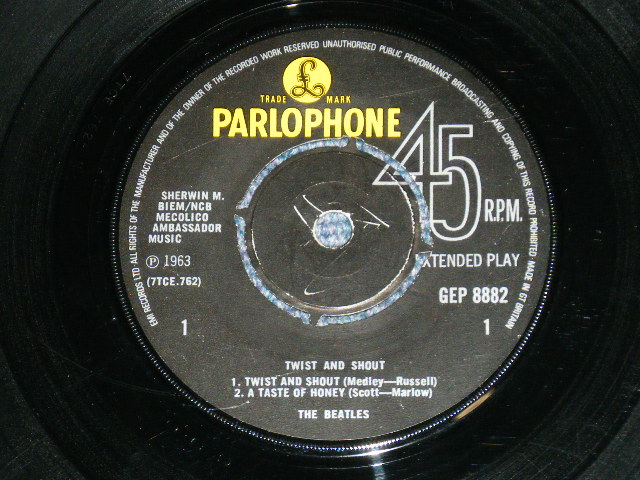 EMI RECORDS LTD ALL RIGHTS OF THE MANUFACTURER AND OF THE OWNER OF THE RECORDED WORK RESERVED UNAUTHORISED PUBLIC PERFORMANCE BROADCASTING AND COPYING OF THIS RECORD PROHIBITED MADE IN GT BRITAIN
£
TRADE MARK
PARLOPHONE
45
R.P.M.
SHERWIN M.
BIEM/NCB
MECOLICO
AMBASSADOR
MUSIC
Ⓟ 1963
(7TCE.762)
XTENDED PLAY
GEP 8882
1
1
TWIST AND SHOUT
1. TWIST AND SHOUT (Medley—Russell)
2. A TASTE OF HONEY (Scott—Marlow)
THE BEATLES